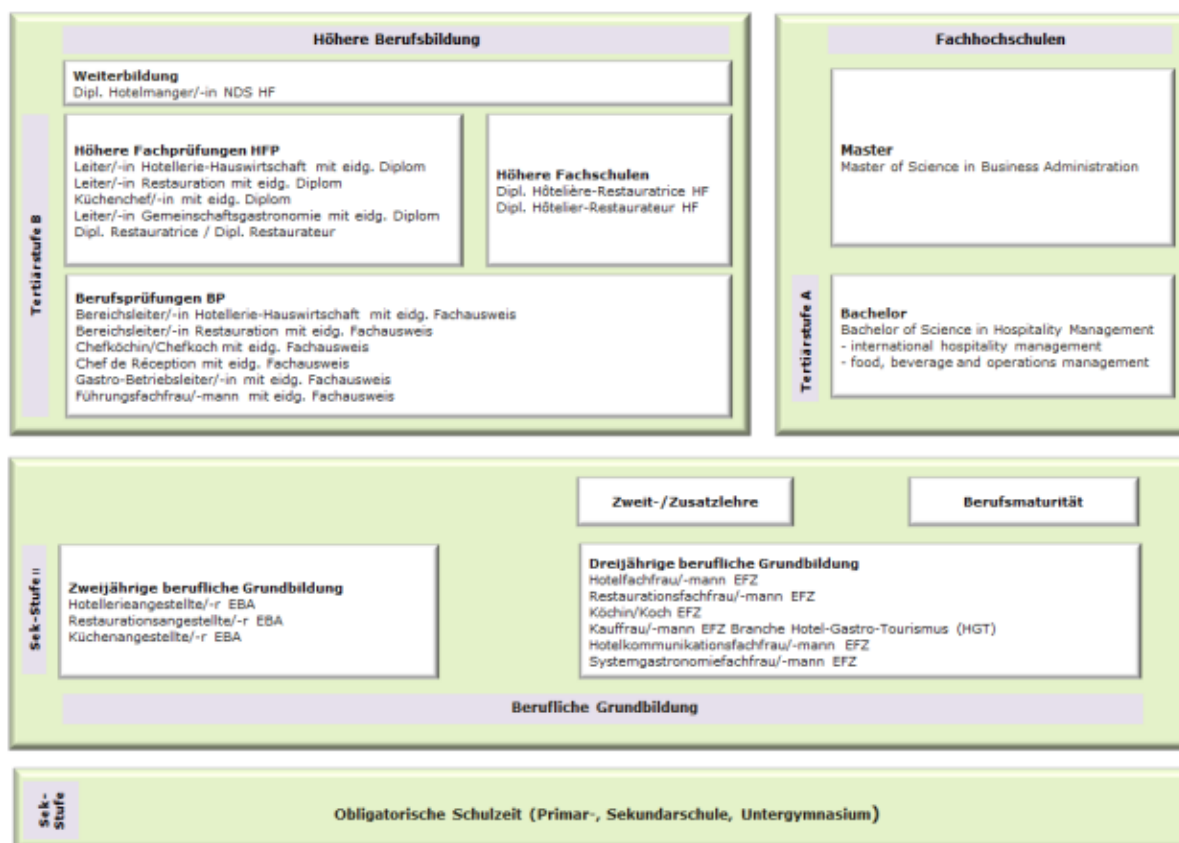 Höhere Berufsbildung
Weiterbildung
Dipl. Hotelmanger/-in NDS HF
Tertiärstufe B
Höhere Fachprüfungen HFP
Leiter/-in Hotellerie-Hauswirtschaft mit eidg. Diplom
Leiter/-in Restauration mit eidg. Diplom
Küchenchef/-in mit eidg. Diplom
Leiter/-in Gemeinschaftsgastronomie mit eidg. Diplom
Dipl. Restauratrice / Dipl. Restaurateur
Höhere Fachschulen
Dipl. Hôtelière-Restauratrice HF
Dipl. Hôtelier-Restaurateur HF
Berufsprüfungen BP
Bereichsleiter/-in Hotellerie-Hauswirtschaft mit eidg. Fachausweis
Bereichsleiter/-in Restauration mit eidg. Fachausweis
Chefköchin/Chefkoch mit eidg. Fachausweis
Chef de Réception mit eidg. Fachausweis
Gastro-Betriebsleiter/-in mit eidg. Fachausweis
Führungsfachfrau/-mann mit eidg. Fachausweis
Fachhochschulen
Master
Master of Science in Business Administration
Tertiärstufe A
Bachelor
Bachelor of Science in Hospitality Management
- international hospitality management
- food, beverage and operations management
Zweit-/Zusatzlehre
Berufsmaturität
Sek-Stufe II
Zweijährige berufliche Grundbildung
Hotellerieangestellte/-r EBA
Restaurationsangestellte/-r EBA
Küchenangestellte/-r EBA
Dreijährige berufliche Grundbildung
Hotelfachfrau/-mann EFZ
Restaurationsfachfrau/-mann EFZ
Köchin/Koch EFZ
Kauffrau/-mann EFZ Branche Hotel-Gastro-Tourismus (HGT)
Hotelkommunikationsfachfrau/-mann EFZ
Systemgastronomiefachfrau/-mann EFZ
Berufliche Grundbildung
Sek-
Stufe
Obligatorische Schulzeit (Primar-, Sekundarschule, Untergymnasium)